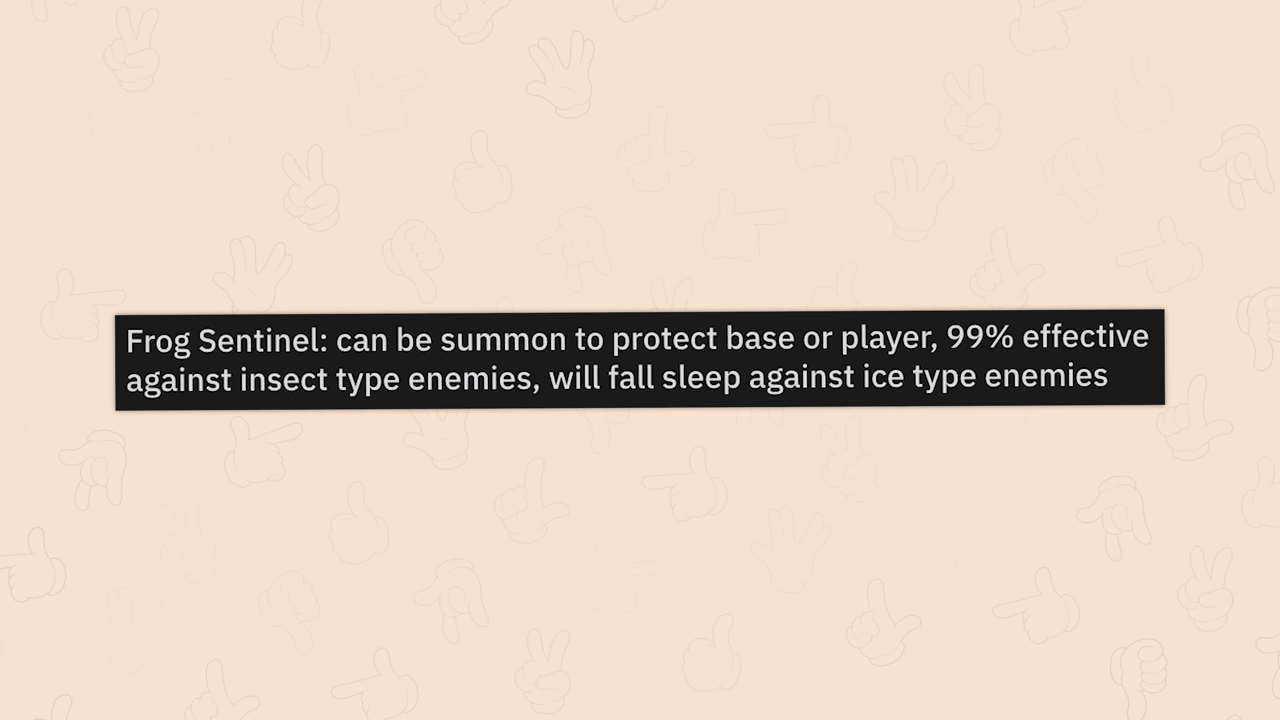 Frog Sentinel: can be summon to protect base or player, 99% effective
against insect type enemies, will fall sleep against ice type enemies